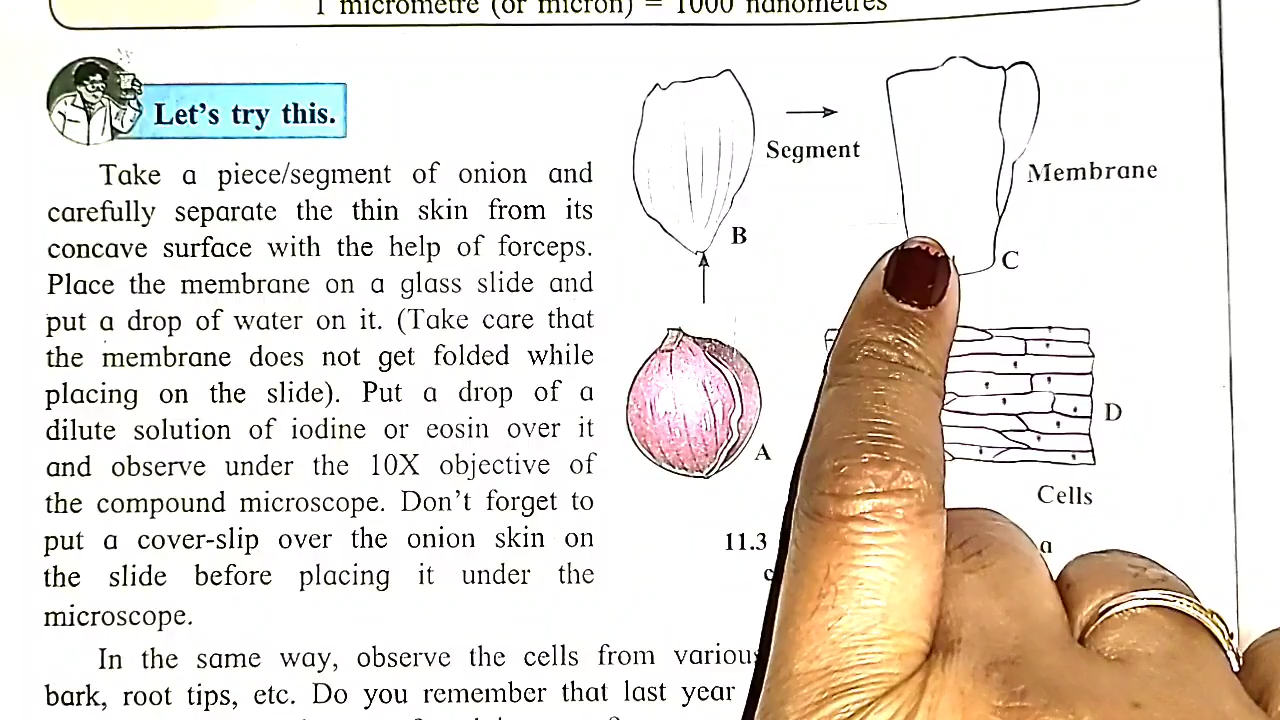 1 micrometre (or micron) = 1000 nanometres
Let's try this.
Take a piece/segment of onion and
carefully separate the thin skin from its
concave surface with the help of forceps.
Place the membrane on a glass slide and
put a drop of water on it. (Take care that
the membrane does not get folded while
placing on the slide). Put a drop of a
dilute solution of iodine or eosin over it
and observe under the 10X objective of
the compound microscope. Don't forget to
put a cover-slip over the onion skin on
the slide before placing it under the
microscope.
In the same way, observe the cells from various
bark, root tips, etc. Do you remember that last year
Segment
Membrane
B
C
A
D
Cells
11.3
a